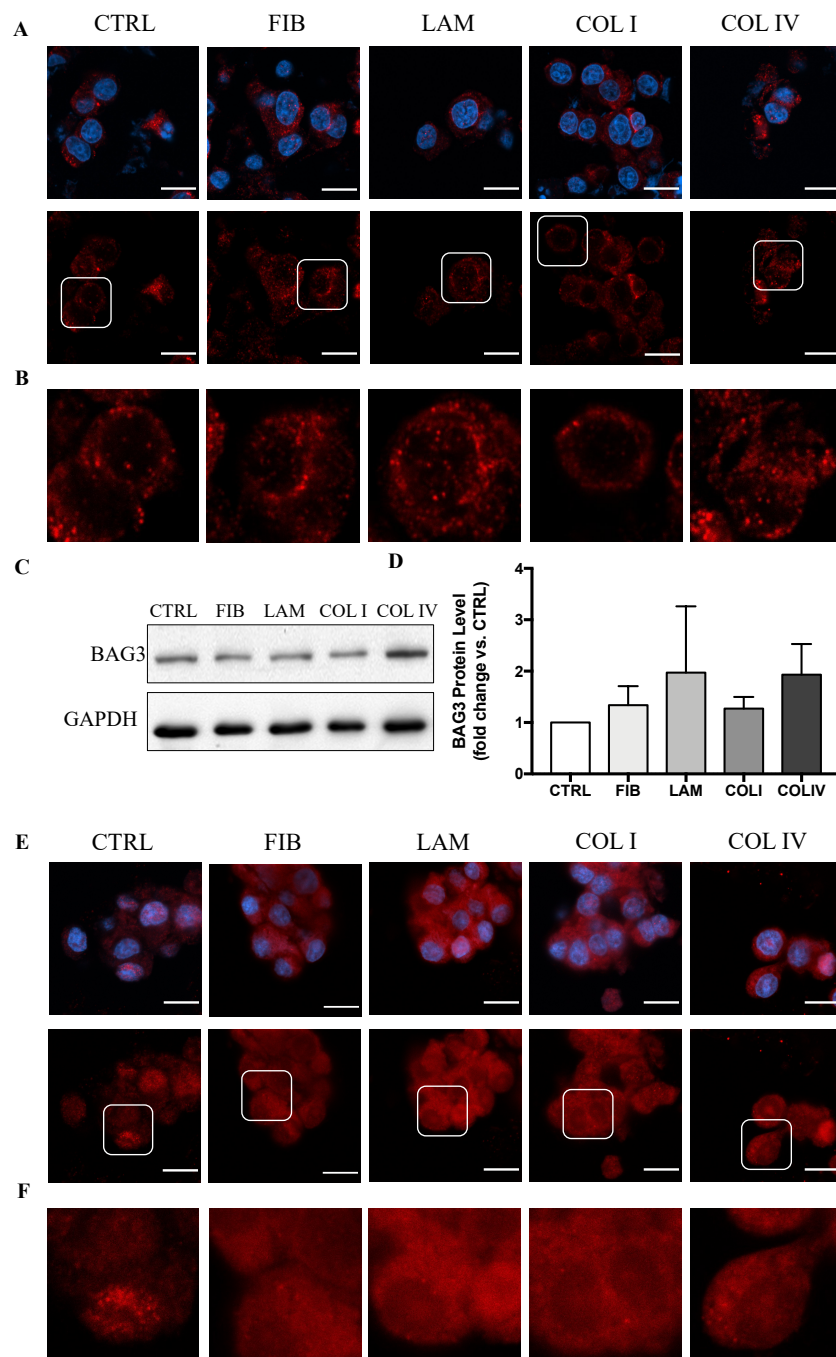 A
CTRL FIB LAM COL I COL IV
B
C
CTRL FIB LAM COL I COL IV
BAG3
GAPDH
D
BAG3 Protein Level
(fold change vs. CTRL)
4
3
2
1
0
CTRL FIB LAM COLI COLIV
E
CTRL FIB LAM COL I COL IV
F